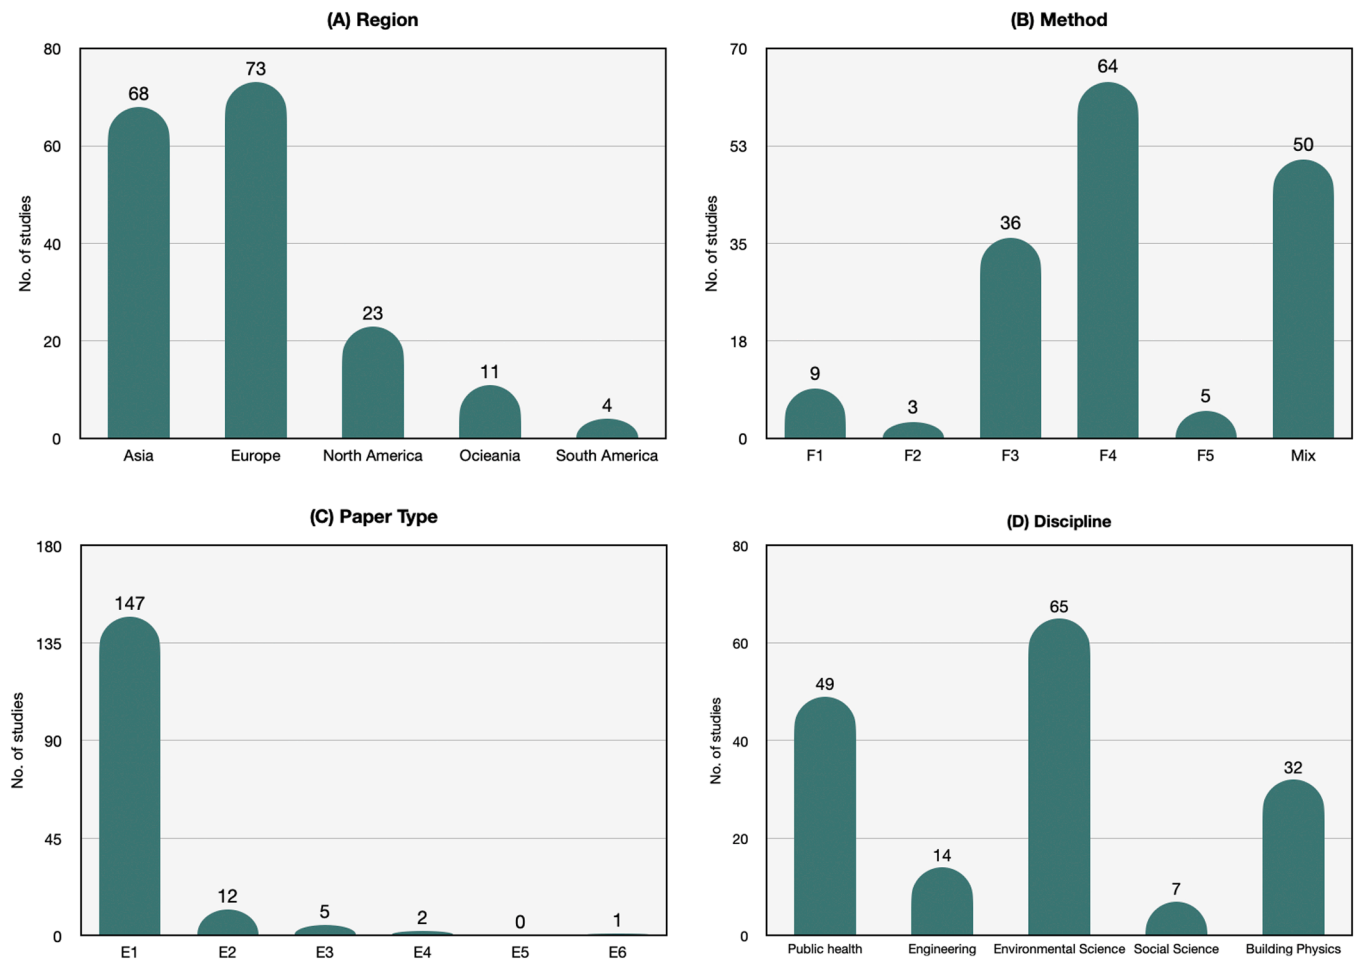 (A) Region
80
60
40
20
0
No. of studies
68
73
23
11
4
Asia
Europe
North America
Ocieania
South America
(B) Method
70
53
35
18
0
No. of studies
9
3
36
64
5
50
F1
F2
F3
F4
F5
Mix
(C) Paper Type
180
135
90
45
0
No. of studies
147
12
5
2
0
1
E1
E2
E3
E4
E5
E6
(D) Discipline
80
60
40
20
0
No. of studies
49
14
65
7
32
Public health
Engineering
Environmental Science
Social Science
Building Physics